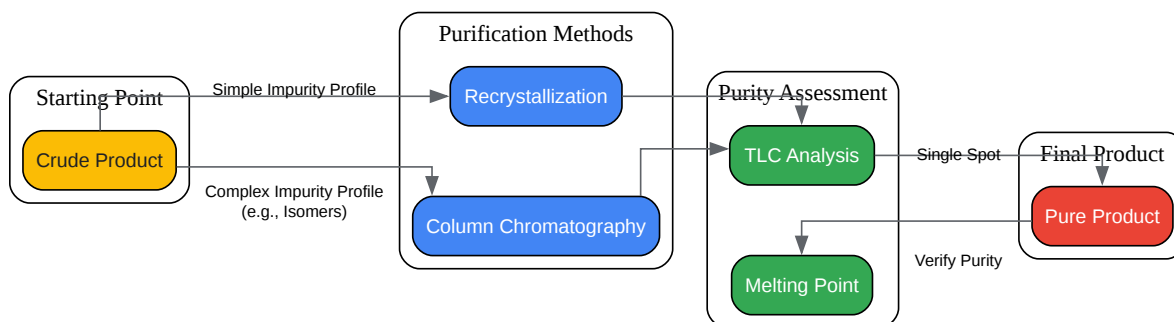 Starting Point
Crude Product
Simple Impurity Profile
Complex Impurity Profile
(e.g., Isomers)
Purification Methods
Recrystallization
Column Chromatography
Purity Assessment
TLC Analysis
Melting Point
Single Spot
Verify Purity
Final Product
Pure Product